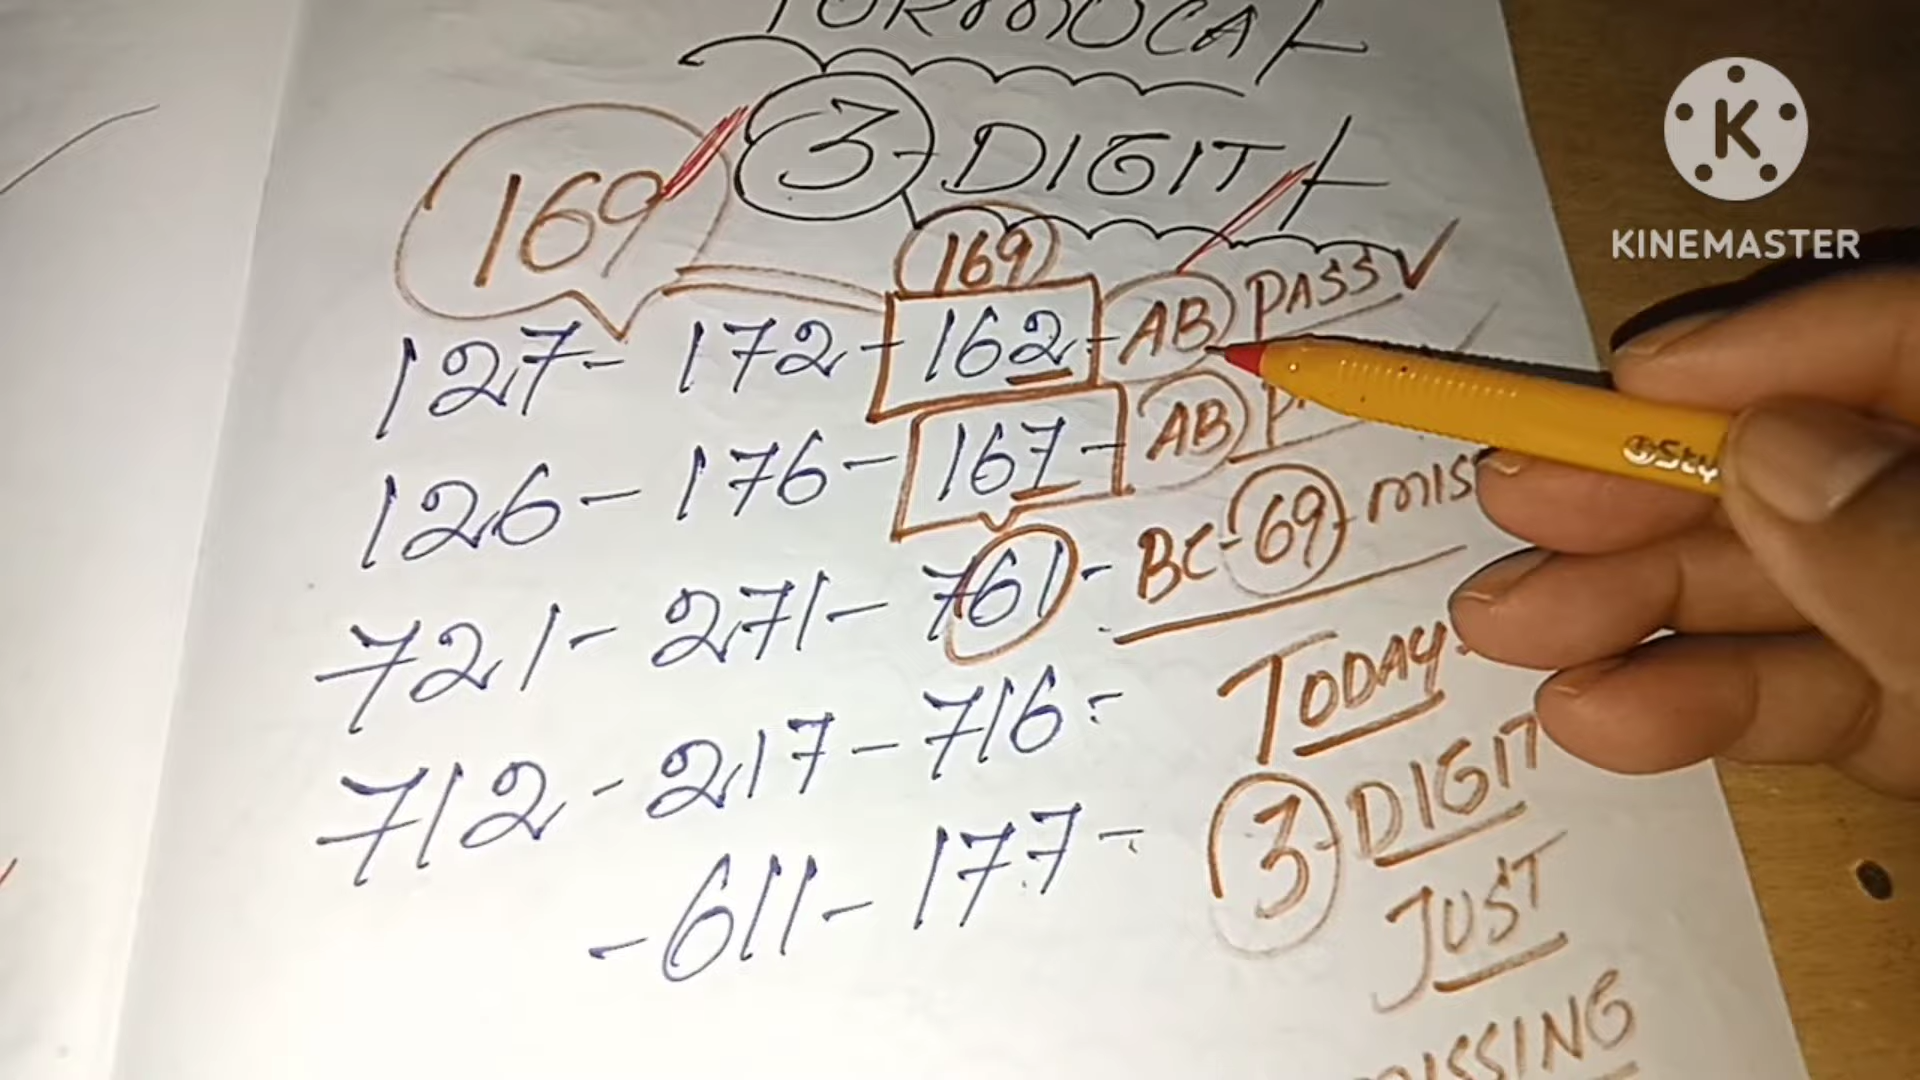 3-DIGIT
169
169
127-172-162-AB PASS
126-176-167-AB
721-271-761-BC-69-MISS
712-217-716-
-611-177-
TODAY
3-DIGIT
JUST
K
KINEMASTER